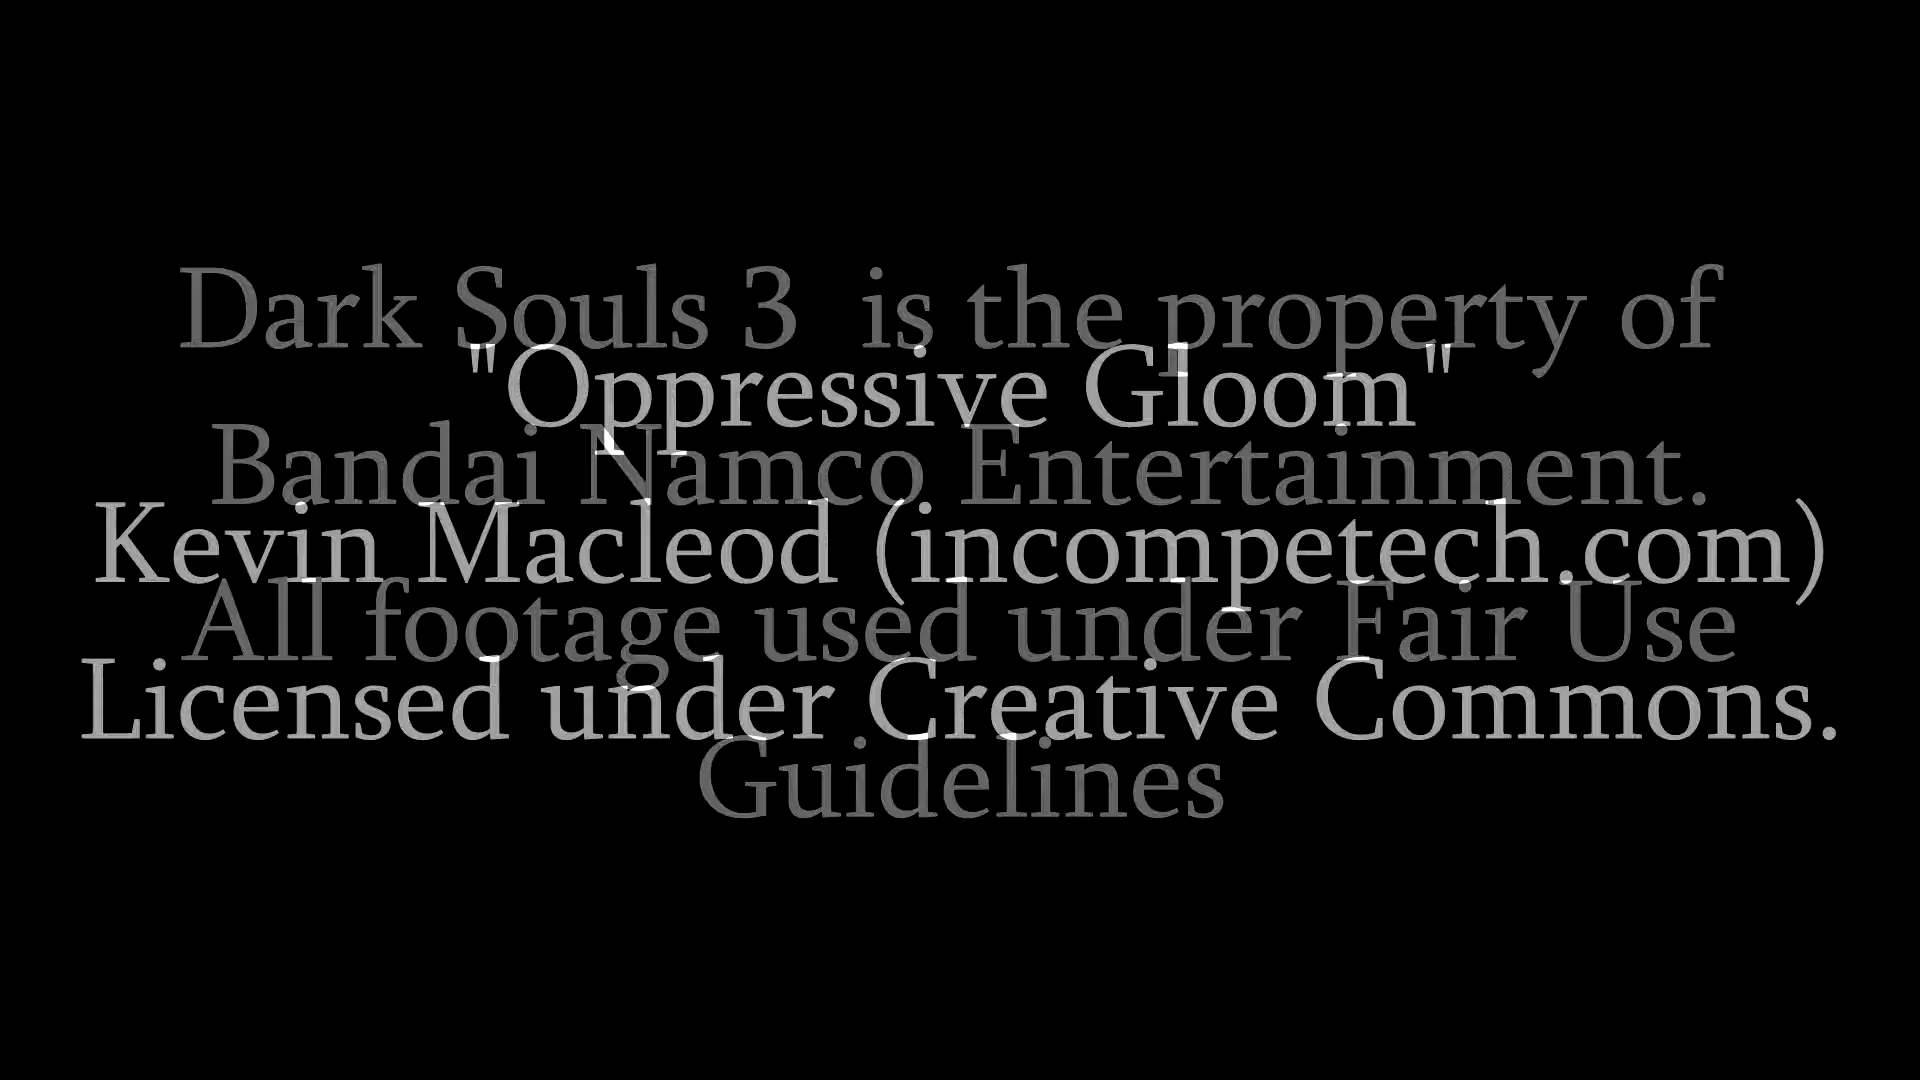 Dark Souls 3  is the property of
"Oppressive Gloom"
Bandai Namco Entertainment.
Kevin Macleod (incompetech.com)
All footage used under Fair Use
Licensed under Creative Commons.
Guidelines